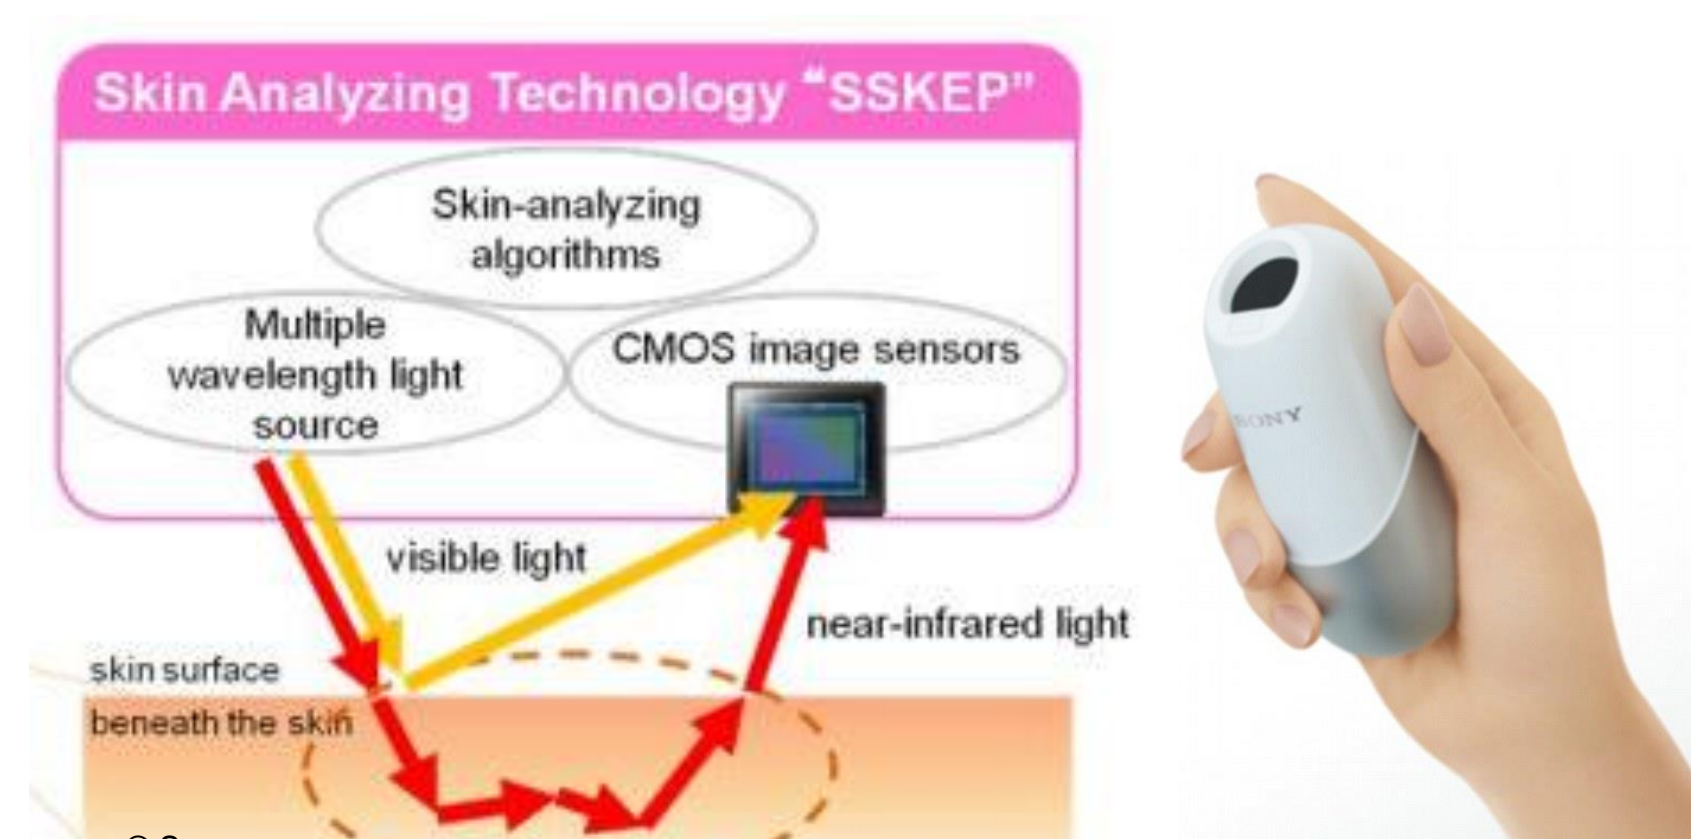 Skin Analyzing Technology “SSKEP”
Skin-analyzing
algorithms
Multiple
wavelength light
source
CMOS image sensors
visible light
near-infrared light
skin surface
beneath the skin
SONY